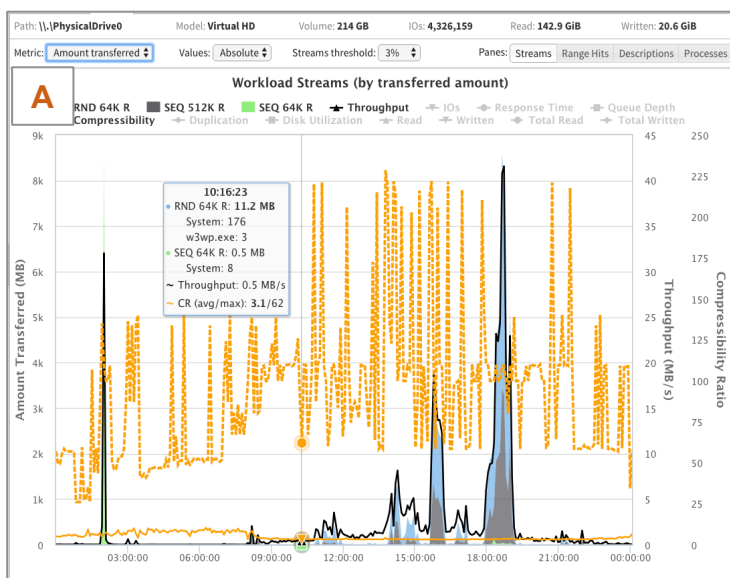 Path: \\.\PhysicalDrive0 Model: Virtual HD Volume: 214 GB IOs: 4,326,159 Read: 142.9 GiB Written: 20.6 GiB
Metric: Amount transferred Values: Absolute Streams threshold: 3% Panes: Streams Range Hits Descriptions Processes
A
Workload Streams (by transferred amount)
RND 64K R SEQ 512K R SEQ 64K R Throughput IOs Response Time Queue Depth
Compressibility Duplication Disk Utilization Read Written Total Read Total Written
9k 45 250
8k 40 225
7k 35 200
6k 30 175
5k 25 150
4k 20 125
3k 15 100
2k 10 75
1k 5 50
0 0 25
0
Amount Transferred (MB)
Throughput (MB/s)
Compressibility Ratio
10:16:23
RND 64K R: 11.2 MB
System: 176
w3wp.exe: 3
SEQ 64K R: 0.5 MB
System: 8
Throughput: 0.5 MB/s
CR (avg/max): 3.1/62
03:00:00 06:00:00 09:00:00 12:00:00 15:00:00 18:00:00 21:00:00 00:00:00